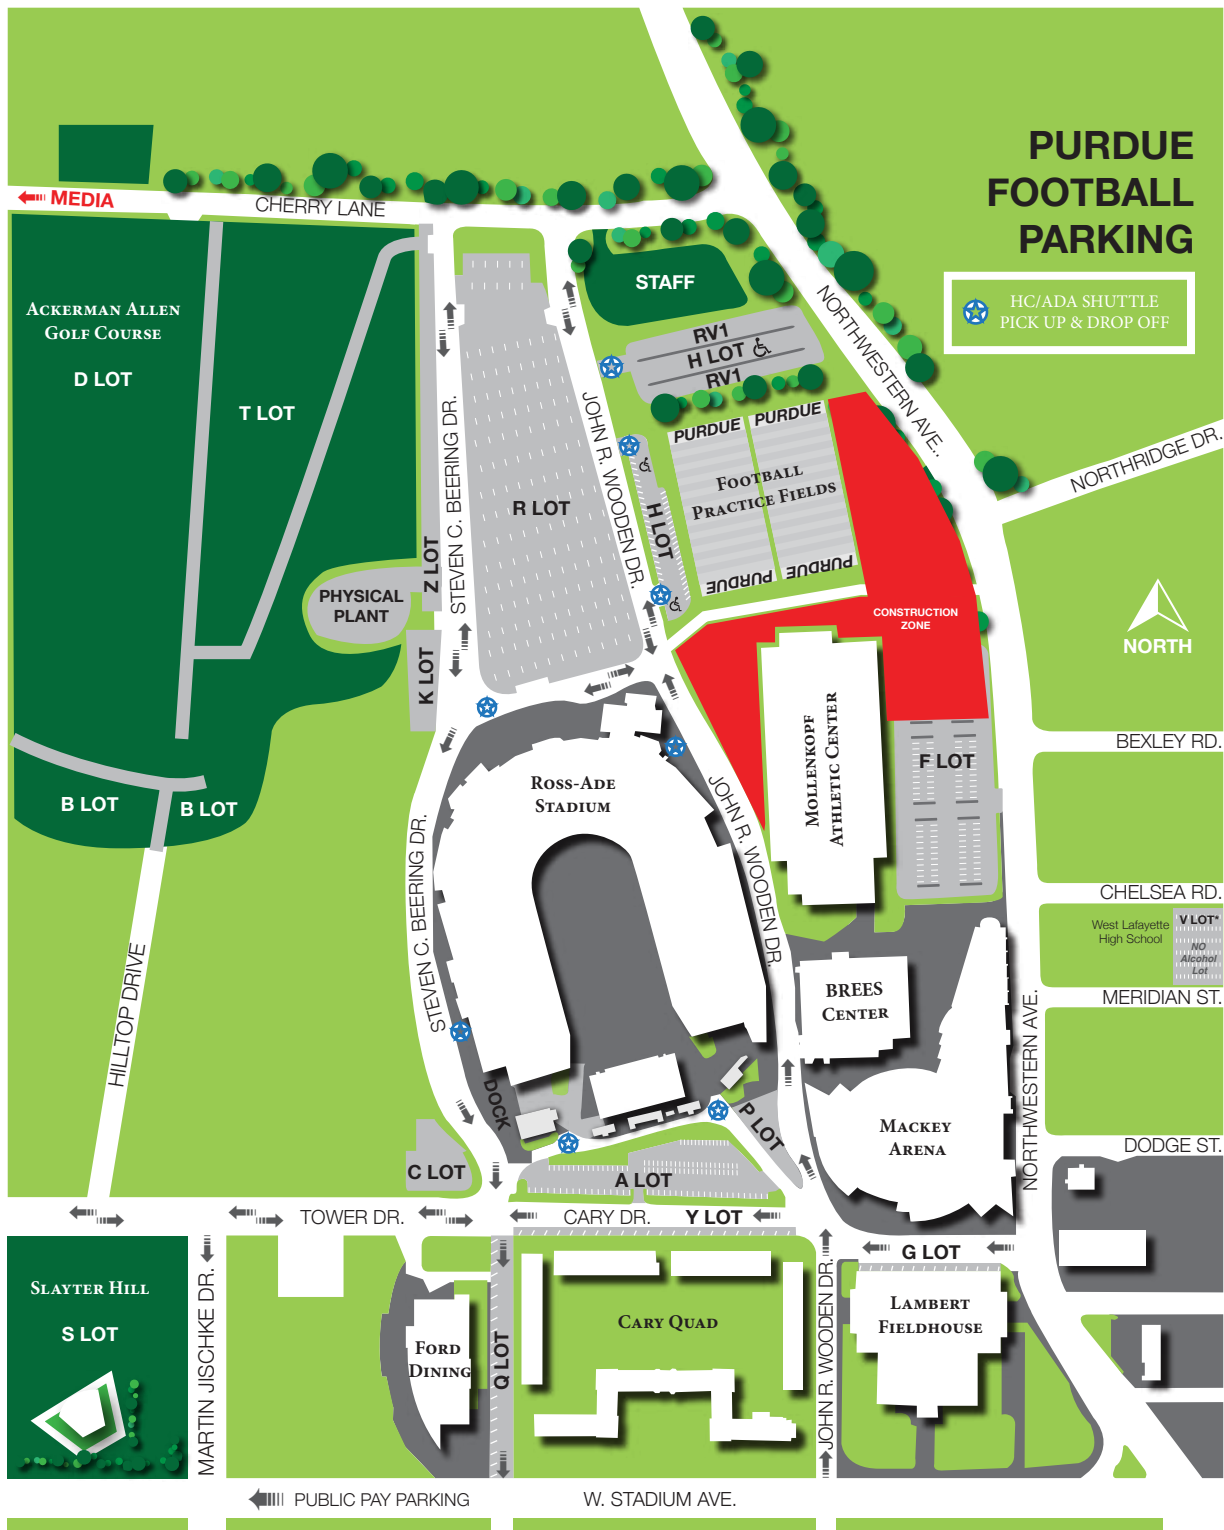 PURDUE
FOOTBALL
PARKING
HC/ADA SHUTTLE
PICK UP & DROP OFF
MEDIA
CHERRY LANE
ACKERMAN ALLEN
GOLF COURSE
D LOT
T LOT
STAFF
RV1
H LOT
RV1
NORTHWESTERN AVE..
NORTHRIDGE DR.
STEVEN C. BEERING DR.
JOHN R. WOODEN DR.
PURDUE
PURDUE
FOOTBALL
PRACTICE FIELDS
PURDUE
PURDUE
R LOT
H LOT
Z LOT
PHYSICAL
PLANT
K LOT
CONSTRUCTION
ZONE
NORTH
MOLLENKOPF
ATHLETIC CENTER
F LOT
BEXLEY RD.
ROSS-ADE
STADIUM
JOHN R. WOODEN DR.
B LOT
B LOT
STEVEN C. BEERING DR.
HILLTOP DRIVE
CHELSEA RD.
West Lafayette
High School
V LOT*
NO
Alcohol
Lot
MERIDIAN ST.
BREES
CENTER
NORTHWESTERN AVE.
DOCK
P LOT
MACKEY
ARENA
DODGE ST.
C LOT
A LOT
TOWER DR.
CARY DR.
Y LOT
G LOT
SLAYTER HILL
S LOT
MARTIN JISCHKE DR.
FORD
DINING
Q LOT
CARY QUAD
JOHN R. WOODEN DR.
LAMBERT
FIELDHOUSE
PUBLIC PAY PARKING
W. STADIUM AVE.